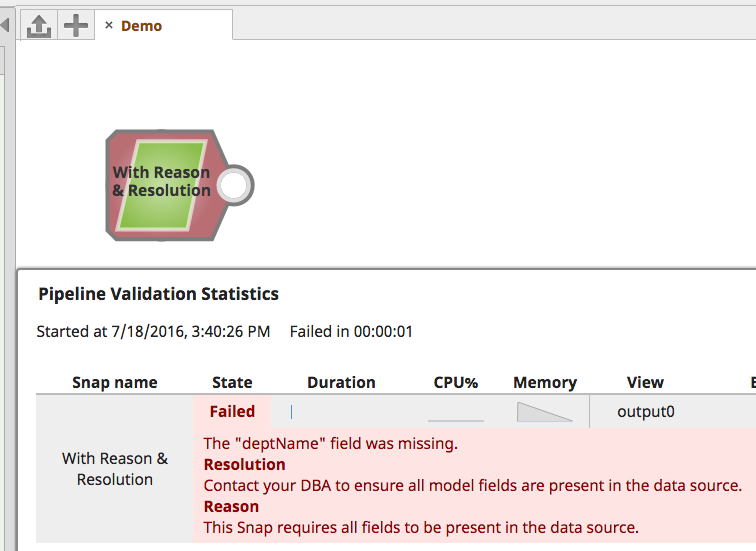 × Demo
With Reason
& Resolution
Pipeline Validation Statistics
Started at 7/18/2016, 3:40:26 PM Failed in 00:00:01
Snap name State Duration CPU% Memory View
Failed output0
With Reason &
Resolution
The "deptName" field was missing.
Resolution
Contact your DBA to ensure all model fields are present in the data source.
Reason
This Snap requires all fields to be present in the data source.